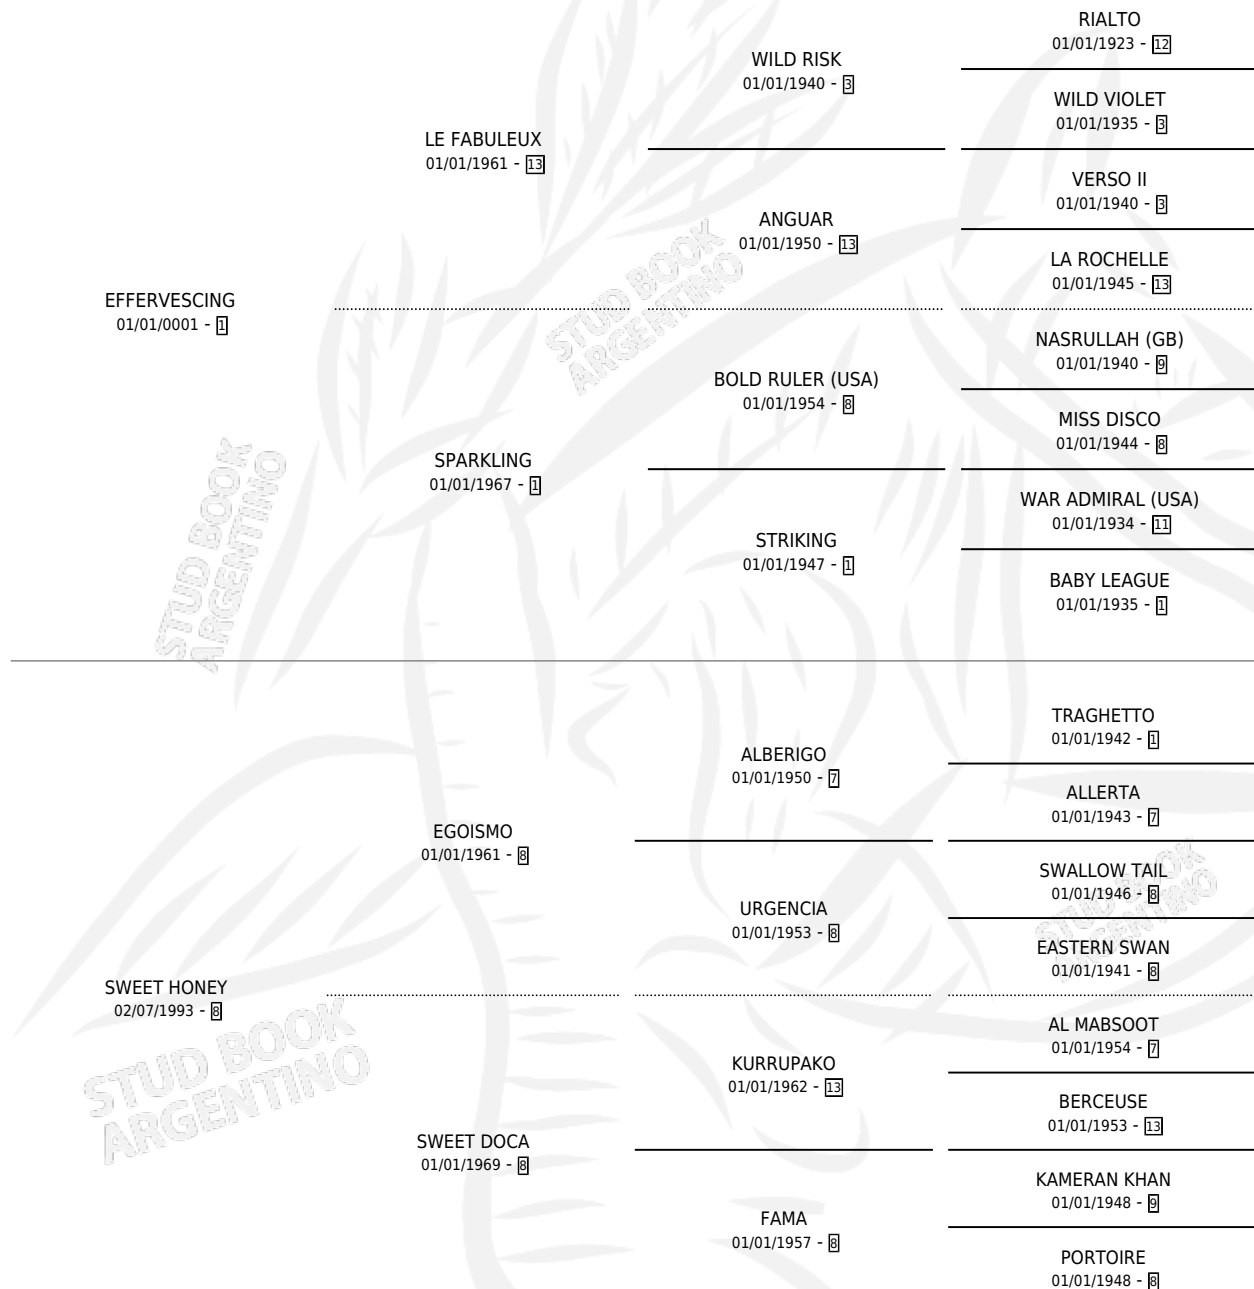 RIALTO
01/01/1923 - 12
WILD RISK
01/01/1940 - 3
WILD VIOLET
01/01/1935 - 3
LE FABULEUX
01/01/1961 - 13
VERSO II
01/01/1940 - 3
ANGUAR
01/01/1950 - 13
LA ROCHELLE
01/01/1945 - 13
EFFERVESCING
01/01/0001 - 1
STUD BOOK
ARGENTINO
NASRULLAH (GB)
01/01/1940 - 9
BOLD RULER (USA)
01/01/1954 - 8
MISS DISCO
01/01/1944 - 8
SPARKLING
01/01/1967 - 1
WAR ADMIRAL (USA)
01/01/1934 - 11
STRIKING
01/01/1947 - 1
BABY LEAGUE
01/01/1935 - 1
STUD BOOK
ARGENTINO
TRAGHETTO
01/01/1942 - 1
ALBERIGO
01/01/1950 - 7
ALLERTA
01/01/1943 - 7
EGOISMO
01/01/1961 - 8
SWALLOW TAIL
01/01/1946 - 8
URGENCIA
01/01/1953 - 8
STUD BOOK
ARGENTINO
EASTERN SWAN
01/01/1941 - 8
SWEET HONEY
02/07/1993 - 8
STUD BOOK
ARGENTINO
AL MABSOOT
01/01/1954 - 7
KURRUPAKO
01/01/1962 - 13
BERCEUSE
01/01/1953 - 13
SWEET DOCA
01/01/1969 - 8
KAMERAN KHAN
01/01/1948 - 9
FAMA
01/01/1957 - 8
PORTOIRE
01/01/1948 - 8